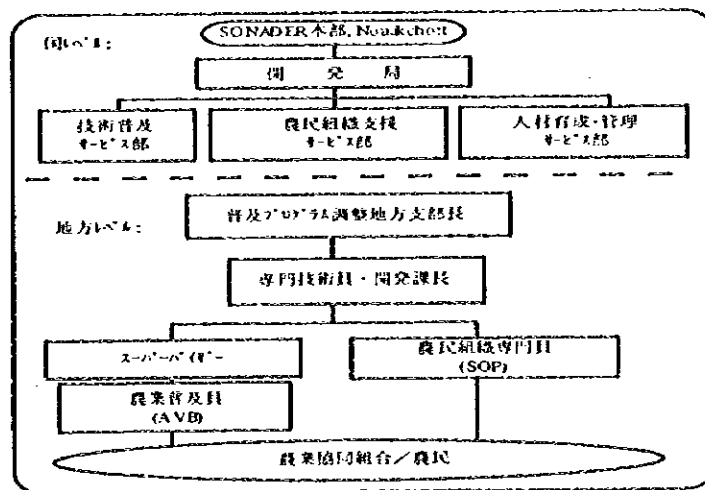 国レベル:
SONADER本部, Nouakchott
開 発 局
技術普及
サービス部
農民組織支援
サービス部
人材育成・管理
サービス部
地方レベル:
普及プログラム調整地方支部長
専門技術員・開発課長
スーパーバイザー
農民組織専門員
(SOP)
農業普及員
(AVB)
農業協同組合/農民